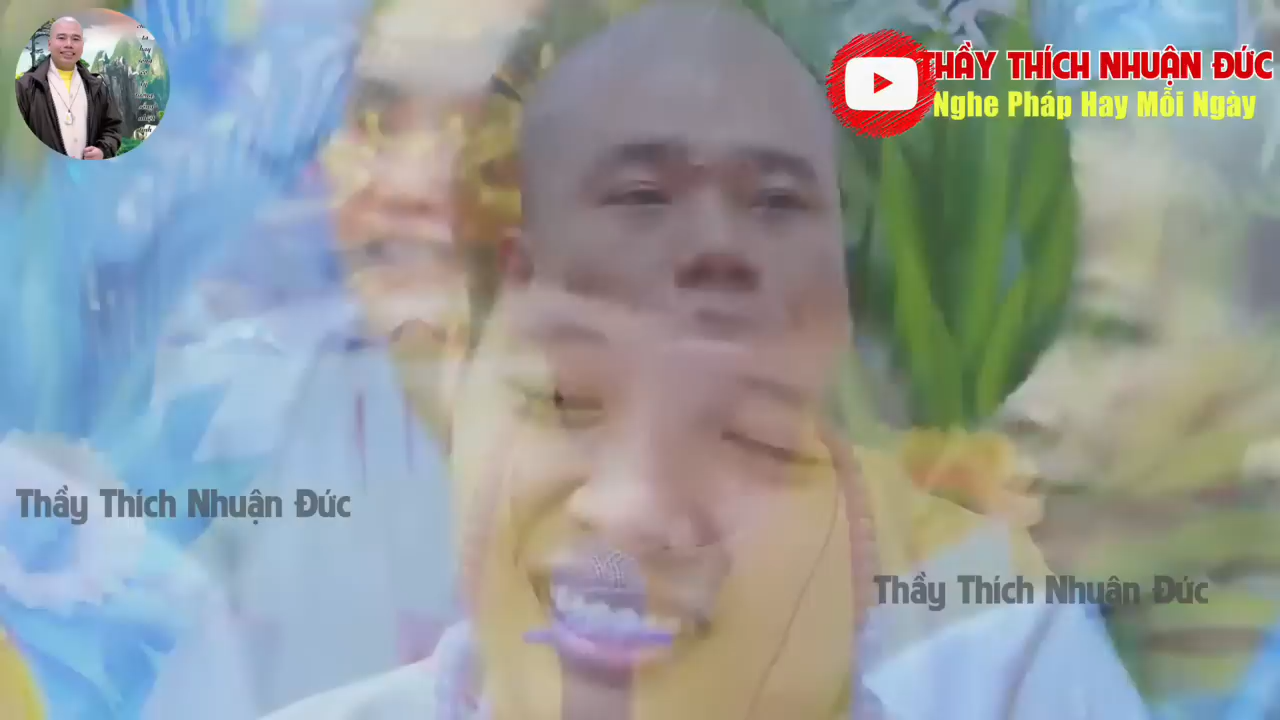 THẦY THÍCH NHUẬN ĐỨC
Nghe Pháp Hay Mỗi Ngày
Thầy Thích Nhuận Đức
Thầy Thích Nhuận Đức